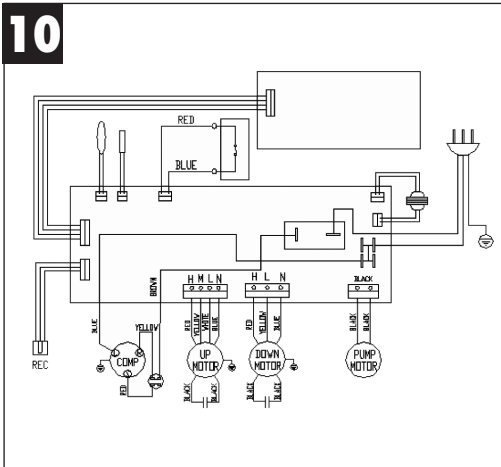 10
RED
BLUE
BROWN
H M L N
H L N
BLACK
BLUE
YELLOW
RED
YELLOW
WHITE
BLUE
RED
YELLOW
BLUE
BLACK
BLACK
REC
COMP
UP
MOTOR
DOWN
MOTOR
PUMP
MOTOR
RED
BLACK
BLACK
BLACK
BLACK